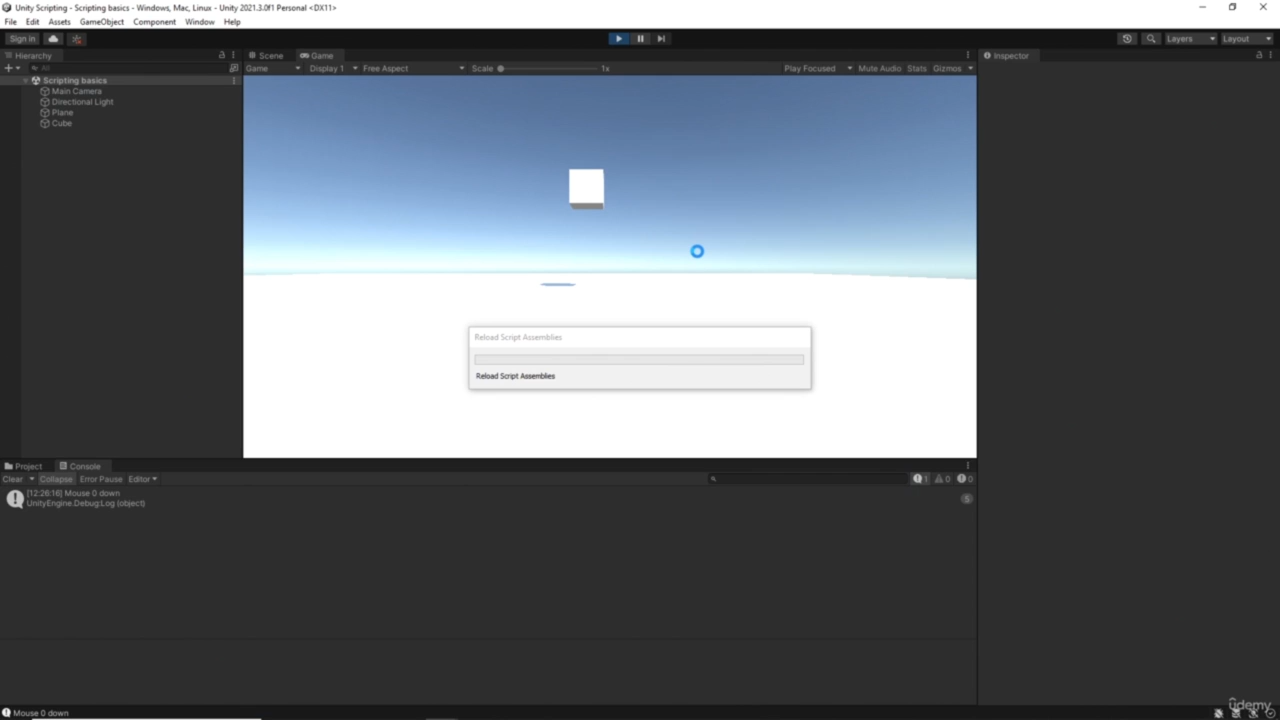 Unity Scripting - Scripting basics - Windows, Mac, Linux - Unity 2021.3.0f1 Personal <DX11>
File Edit Assets GameObject Component Window Help
Sign In Layers Layout
Hierarchy Scene Game Inspector
All Game Display 1 Free Aspect Scale 1x Play Focused Mute Audio Stats Gizmos
Scripting basics
Main Camera
Directional Light
Plane
Cube
Reload Script Assemblies
Reload Script Assemblies
Project Console
Clear Collapse Error Pause Editor 1 0 0
[12:26:16] Mouse 0 down
UnityEngine.Debug:Log (object)
5
Mouse 0 down
udemy